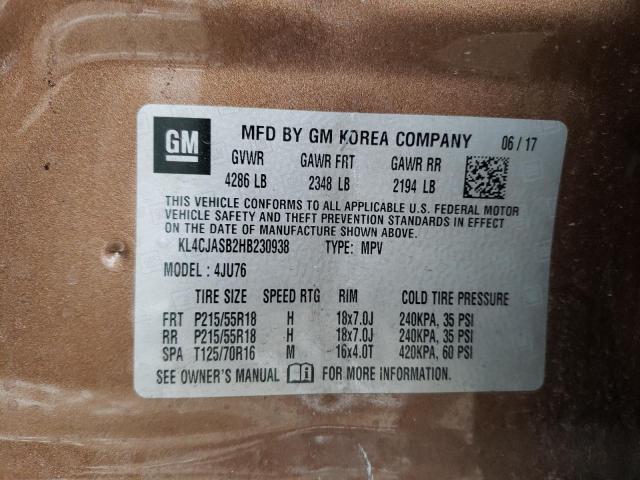 GM MFD BY GM KOREA COMPANY 06/17
GVWR GAWR FRT GAWR RR
4286 LB 2348 LB 2194 LB
THIS VEHICLE CONFORMS TO ALL APPLICABLE U.S. FEDERAL MOTOR
VEHICLE SAFETY AND THEFT PREVENTION STANDARDS IN EFFECT
ON THE DATE OF MANUFACTURE SHOWN ABOVE.
KL4CJASB2HB230938 TYPE: MPV
MODEL: 4JU76
TIRE SIZE SPEED RTG RIM COLD TIRE PRESSURE
FRT P215/55R18 H 18x7.0J 240KPA, 35 PSI
RR P215/55R18 H 18x7.0J 240KPA, 35 PSI
SPA T125/70R16 M 16x4.0T 420KPA, 60 PSI
SEE OWNER'S MANUAL FOR MORE INFORMATION.